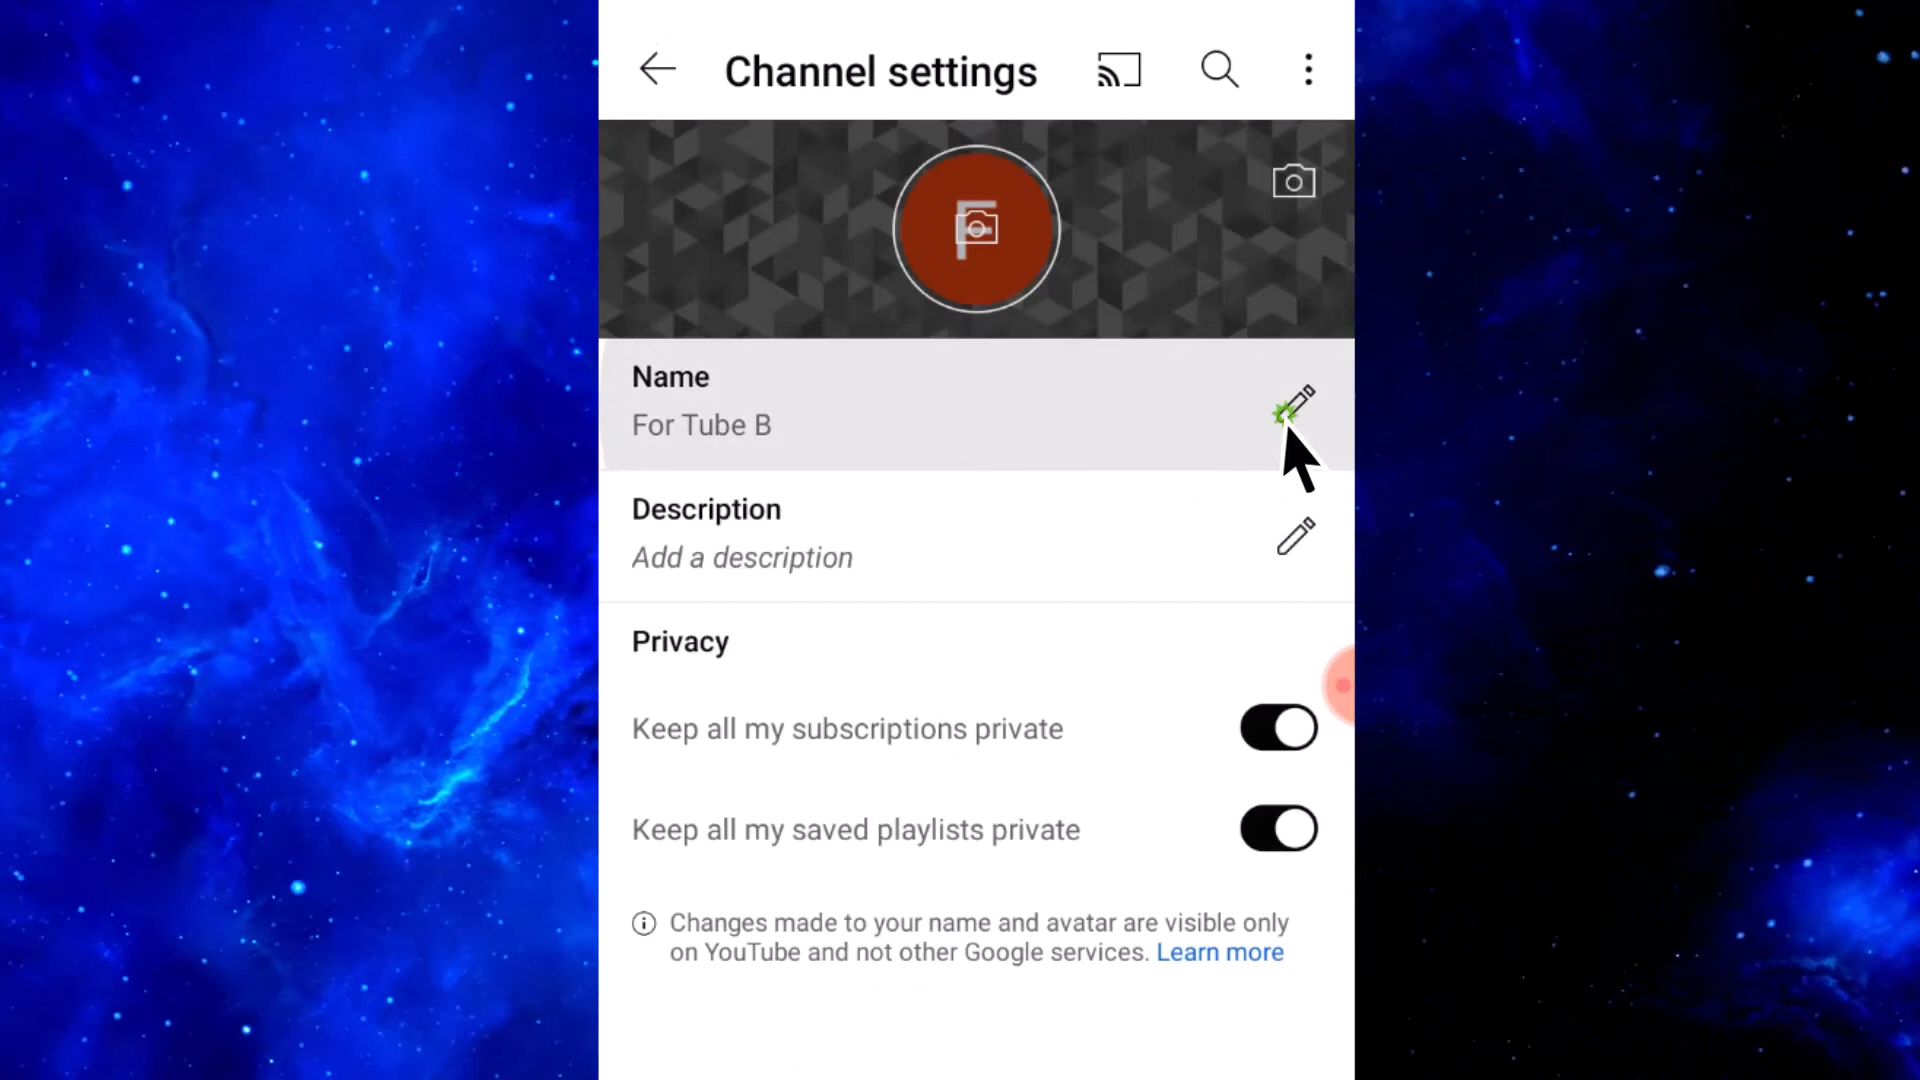 Channel settings
F
Name
For Tube B
Description
Add a description
Privacy
Keep all my subscriptions private
Keep all my saved playlists private
Changes made to your name and avatar are visible only
on YouTube and not other Google services. Learn more